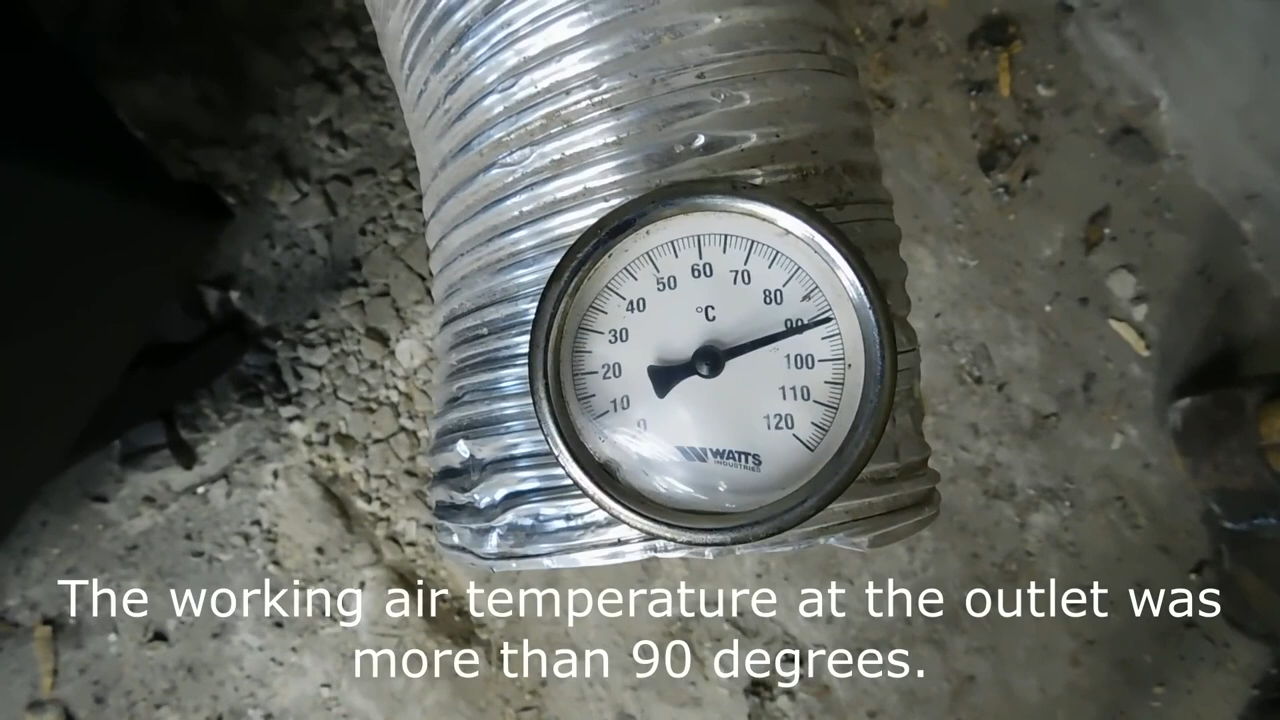 60
50
70
40
80
°C
30
90
20
100
10
110
0
120
WATTS
INDUSTRIES
The working air temperature at the outlet was
more than 90 degrees.